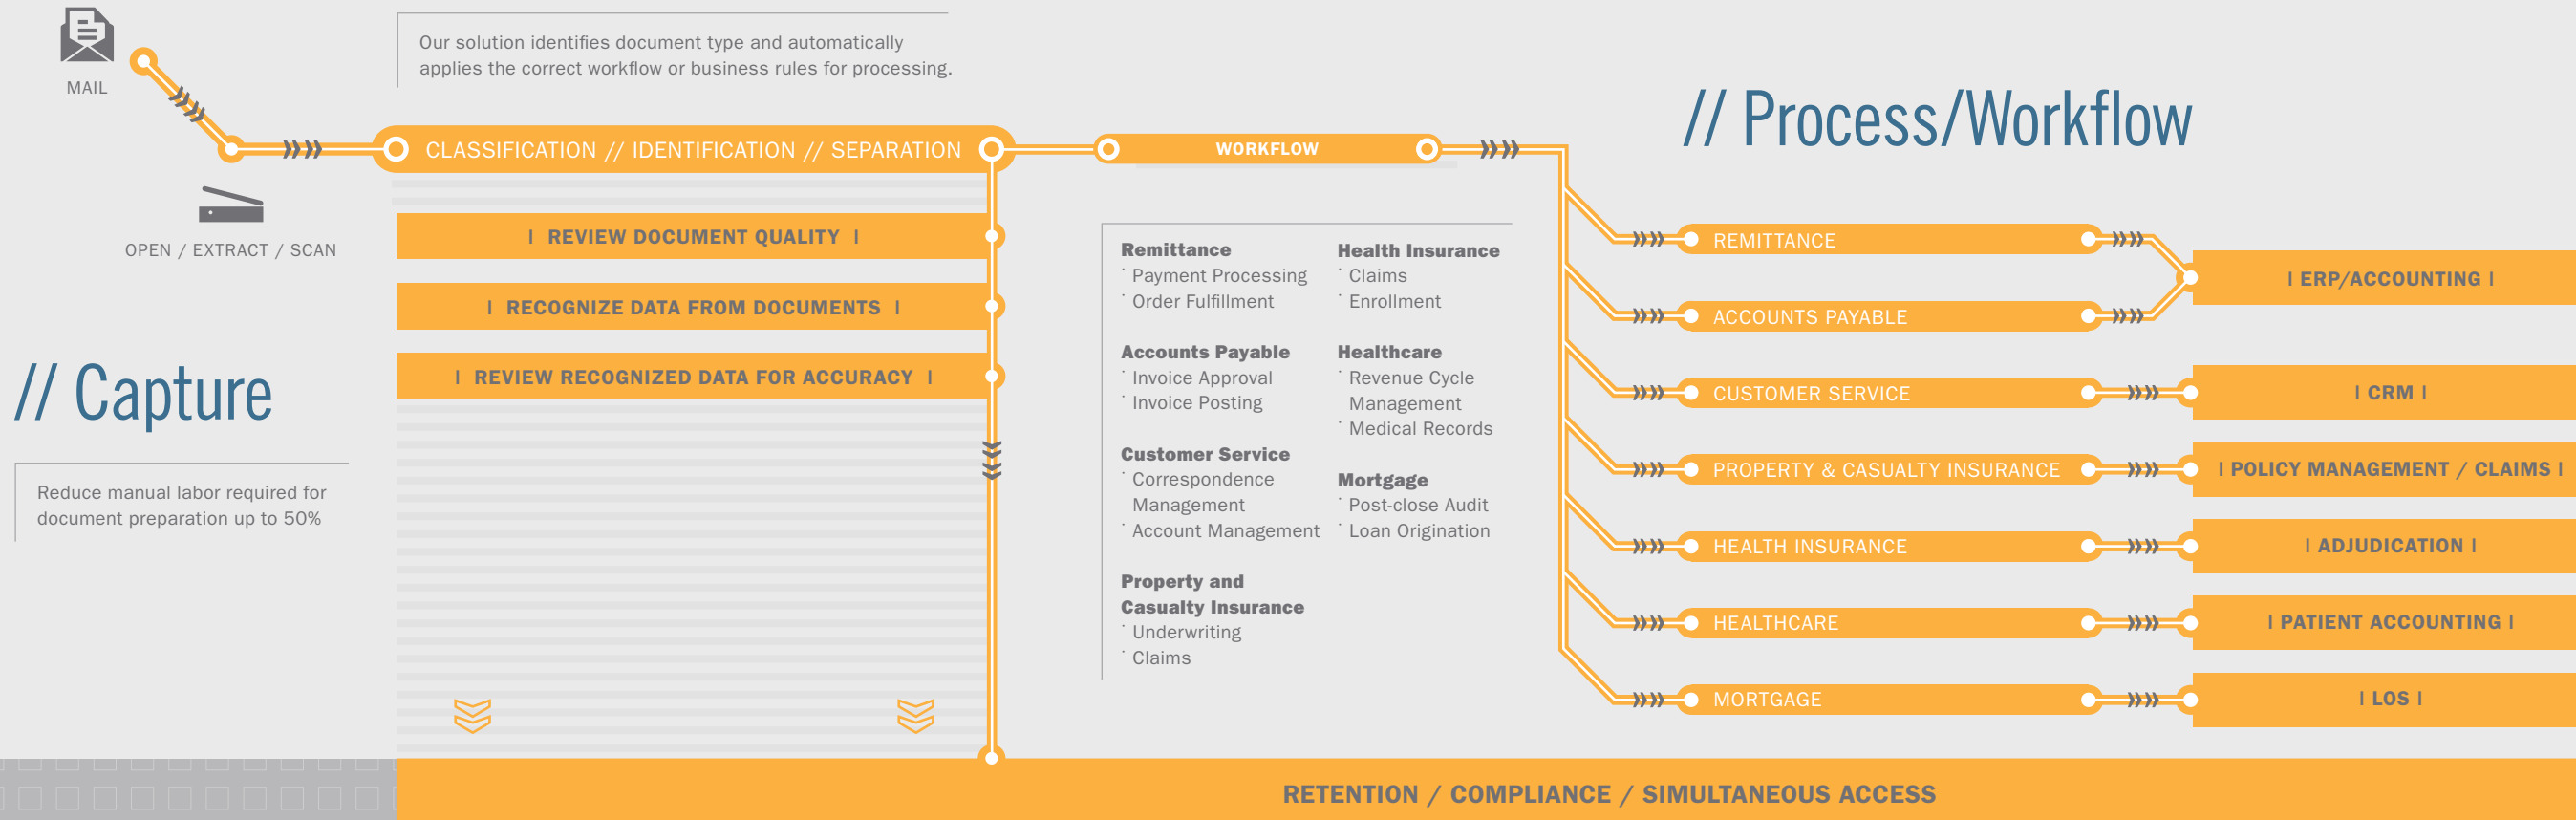 MAIL
OPEN / EXTRACT / SCAN
// Capture
Reduce manual labor required for
document preparation up to 50%
Our solution identifies document type and automatically
applies the correct workflow or business rules for processing.
CLASSIFICATION // IDENTIFICATION // SEPARATION
| REVIEW DOCUMENT QUALITY |
| RECOGNIZE DATA FROM DOCUMENTS |
| REVIEW RECOGNIZED DATA FOR ACCURACY |
WORKFLOW
Remittance
· Payment Processing
· Order Fulfillment
Accounts Payable
· Invoice Approval
· Invoice Posting
Customer Service
· Correspondence
Management
· Account Management
Property and
Casualty Insurance
· Underwriting
· Claims
Health Insurance
· Claims
· Enrollment
Healthcare
· Revenue Cycle
Management
· Medical Records
Mortgage
· Post-close Audit
· Loan Origination
// Process/Workflow
REMITTANCE
ACCOUNTS PAYABLE
| ERP/ACCOUNTING |
CUSTOMER SERVICE
| CRM |
PROPERTY & CASUALTY INSURANCE
| POLICY MANAGEMENT / CLAIMS |
HEALTH INSURANCE
| ADJUDICATION |
HEALTHCARE
| PATIENT ACCOUNTING |
MORTGAGE
| LOS |
RETENTION / COMPLIANCE / SIMULTANEOUS ACCESS